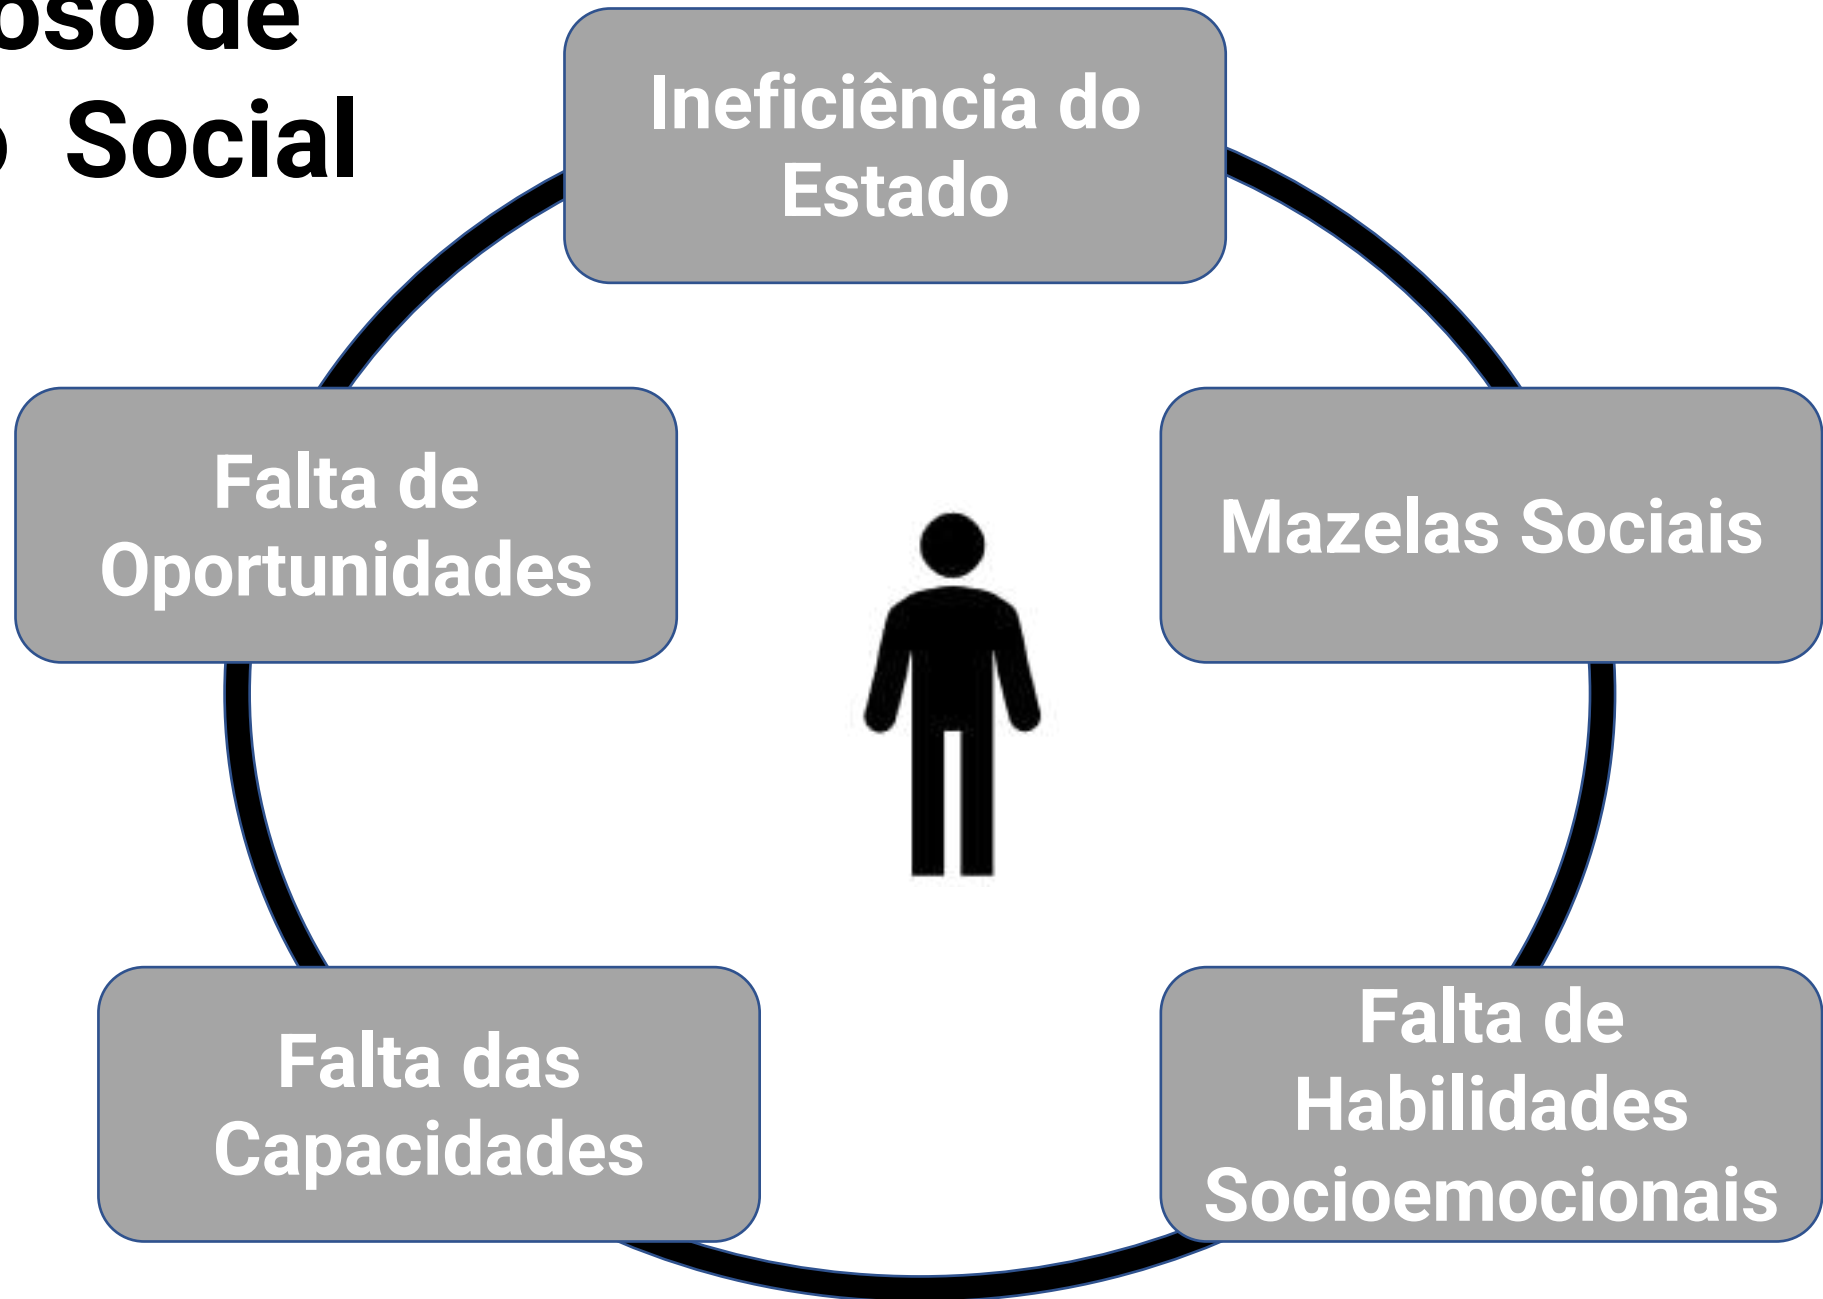 oso de
Social
Ineficiência do
Estado
Falta de
Oportunidades
Mazelas Sociais
Falta das
Capacidades
Falta de
Habilidades
Socioemocionais